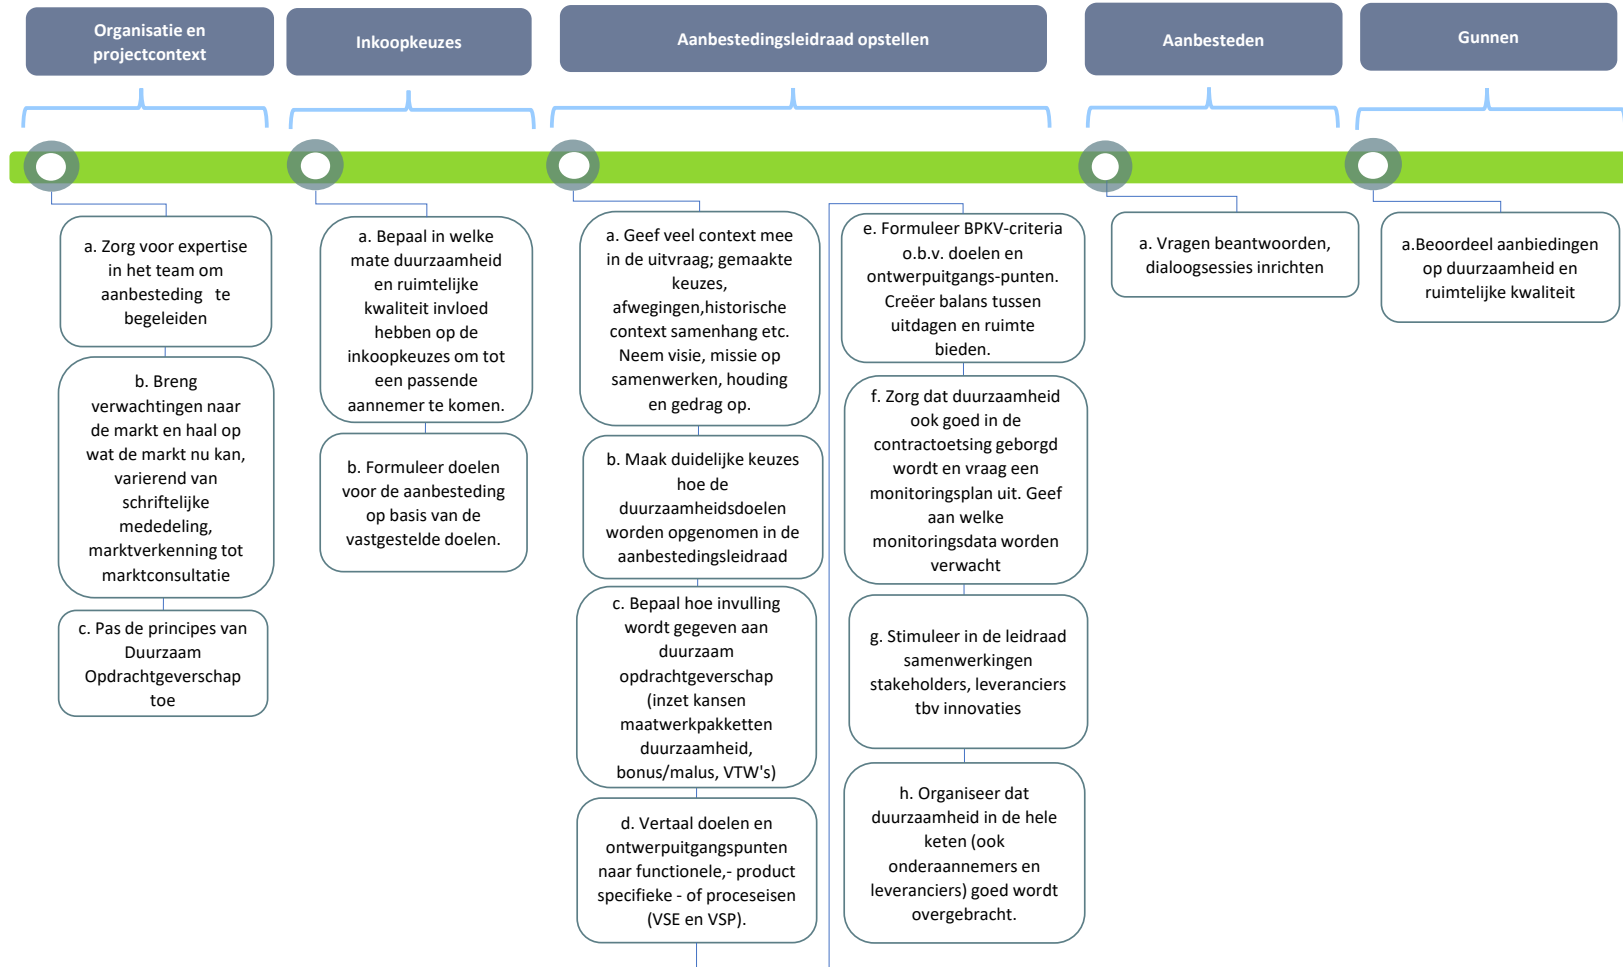 Organisatie en
projectcontext
Inkoopkeuzes
Aanbestedingsleidraad opstellen
Aanbesteden
Gunnen
a. Zorg voor expertise
in het team om
aanbesteding te
begeleiden
b. Breng
verwachtingen naar
de markt en haal op
wat de markt nu kan,
varierend van
schriftelijke
mededeling,
marktverkenning tot
marktconsultatie
c. Pas de principes van
Duurzaam
Opdrachtgeverschap
toe
a. Bepaal in welke
mate duurzaamheid
en ruimtelijke
kwaliteit invloed
hebben op de
inkoopkeuzes om tot
een passende
aannemer te komen.
b. Formuleer doelen
voor de aanbesteding
op basis van de
vastgestelde doelen.
a. Geef veel context mee
in de uitvraag; gemaakte
keuzes,
afwegingen,historische
context samenhang etc.
Neem visie, missie op
samenwerken, houding
en gedrag op.
b. Maak duidelijke keuzes
hoe de
duurzaamheidsdoelen
worden opgenomen in de
aanbestedingsleidraad
c. Bepaal hoe invulling
wordt gegeven aan
duurzaam
opdrachtgeverschap
(inzet kansen
maatwerkpakketten
duurzaamheid,
bonus/malus, VTW's)
d. Vertaal doelen en
ontwerpuitgangspunten
naar functionele,- product
specifieke - of proceseisen
(VSE en VSP).
e. Formuleer BPKV-criteria
o.b.v. doelen en
ontwerpuitgangs-punten.
Creëer balans tussen
uitdagen en ruimte
bieden.
f. Zorg dat duurzaamheid
ook goed in de
contractoetsing geborgd
wordt en vraag een
monitoringsplan uit. Geef
aan welke
monitoringsdata worden
verwacht
g. Stimuleer in de leidraad
samenwerkingen
stakeholders, leveranciers
tbv innovaties
h. Organiseer dat
duurzaamheid in de hele
keten (ook
onderaannemers en
leveranciers) goed wordt
overgebracht.
a. Vragen beantwoorden,
dialoogsessies inrichten
a.Beoordeel aanbiedingen
op duurzaamheid en
ruimtelijke kwaliteit